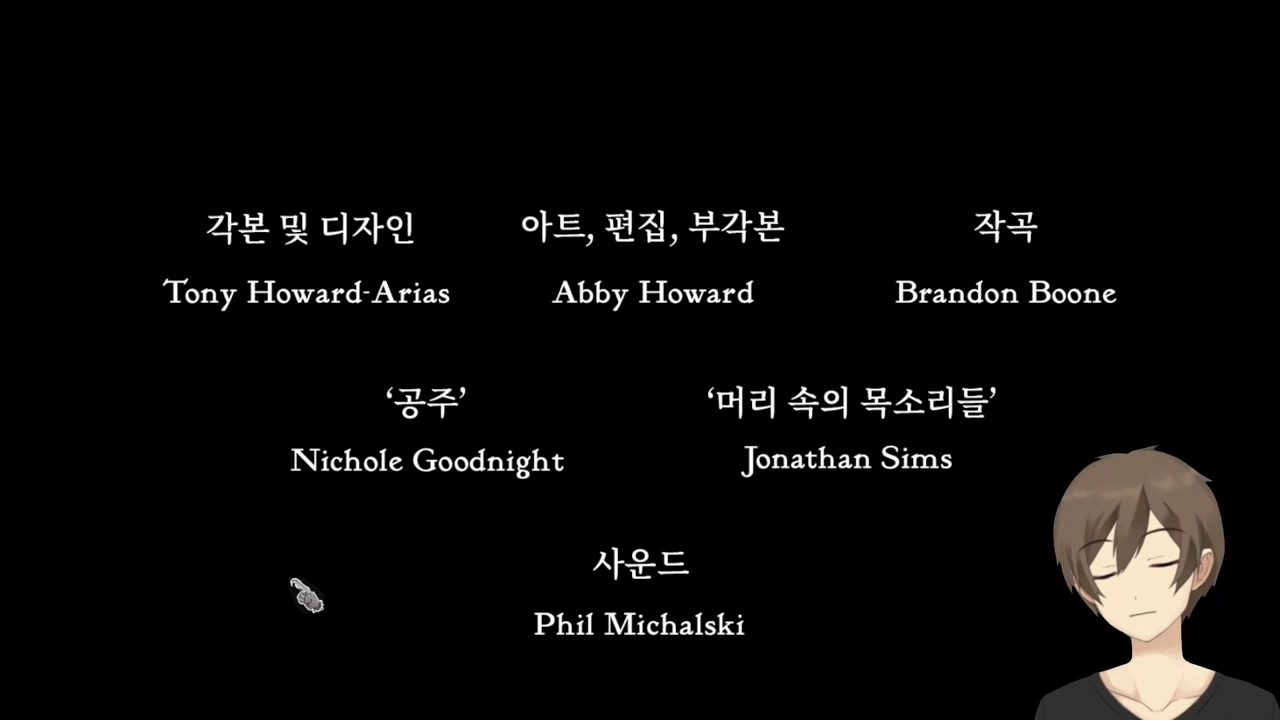 각본 및 디자인
Tony Howard-Arias
아트, 편집, 부각본
Abby Howard
작곡
Brandon Boone
‘공주’
Nichole Goodnight
‘머리 속의 목소리들’
Jonathan Sims
사운드
Phil Michalski